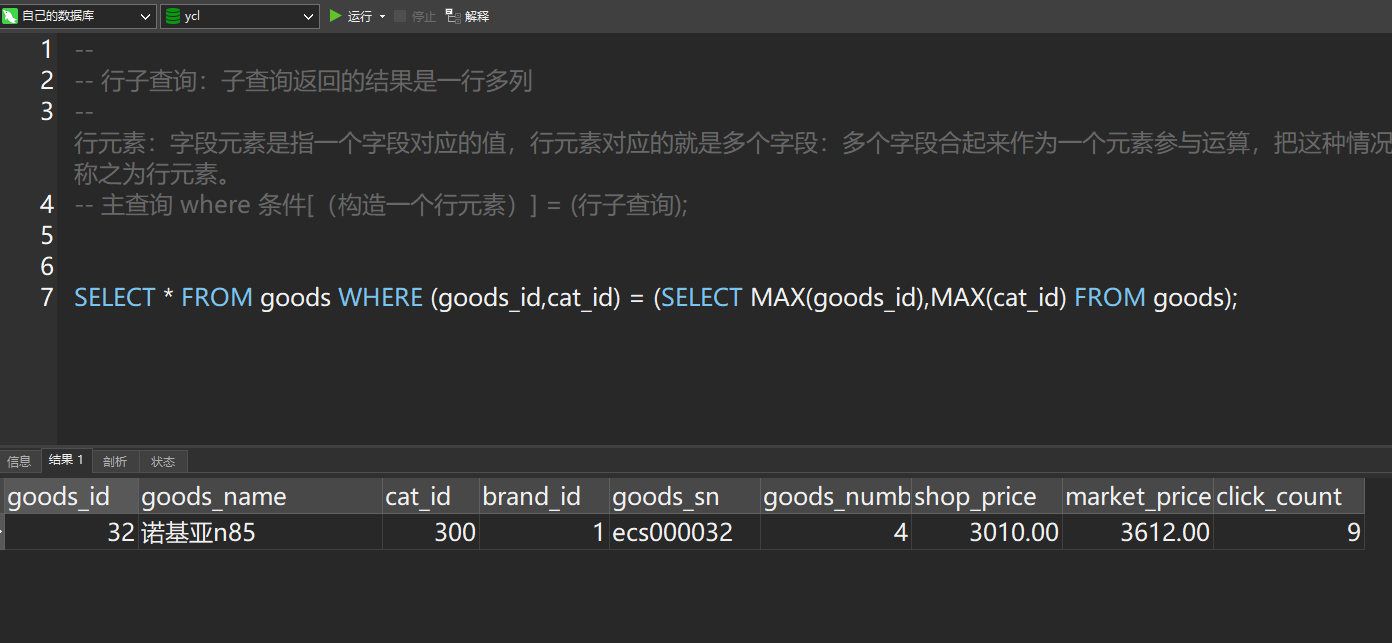 自己的数据库 ycl 运行 停止 解释
1 --
2 -- 行子查询：子查询返回的结果是一行多列
3 --
行元素：字段元素是指一个字段对应的值，行元素对应的就是多个字段：多个字段合起来作为一个元素参与运算，把这种情况
称之为行元素。
4 -- 主查询 where 条件[（构造一个行元素）] = (行子查询);
5
6
7 SELECT * FROM goods WHERE (goods_id,cat_id) = (SELECT MAX(goods_id),MAX(cat_id) FROM goods);
信息 结果 1 剖析 状态
goods_id goods_name cat_id brand_id goods_sn goods_numb shop_price market_price click_count
32 诺基亚n85 300 1 ecs000032 4 3010.00 3612.00 9